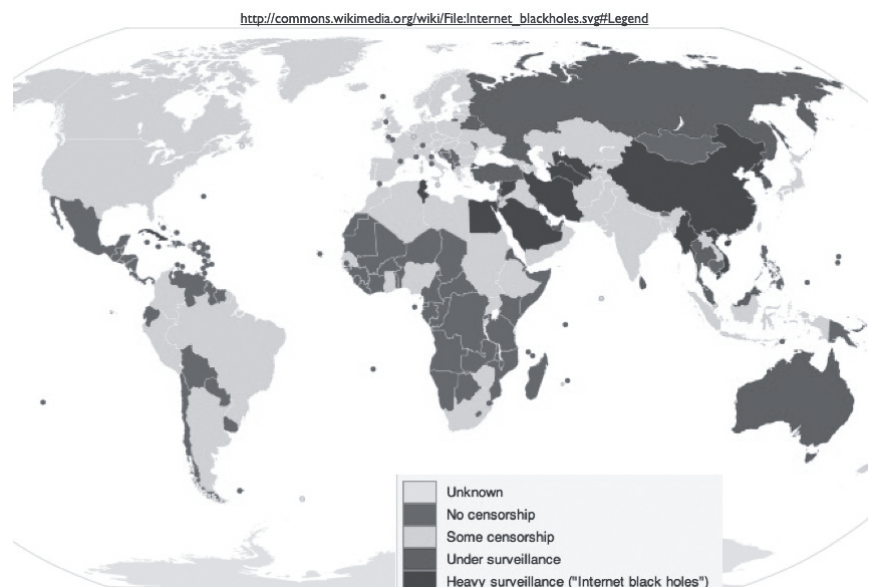 http://commons.wikimedia.org/wiki/File:Internet_blackholes.svg#Legend
Unknown
No censorship
Some censorship
Under surveillance
Heavy surveillance ("Internet black holes")